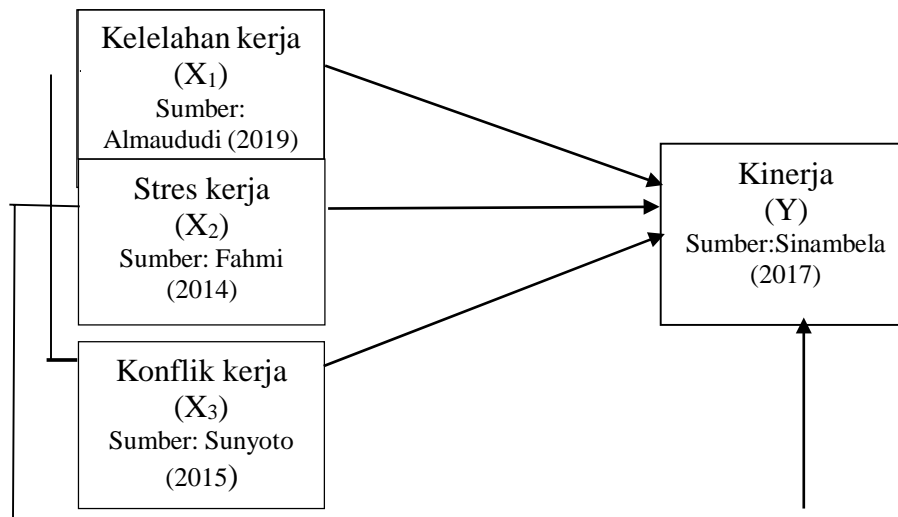 Kelelahan kerja
(X₁)
Sumber:
Almaududi (2019)
Stres kerja
(X₂)
Sumber: Fahmi
(2014)
Konflik kerja
(X₃)
Sumber: Sunyoto
(2015)
Kinerja
(Y)
Sumber:Sinambela
(2017)